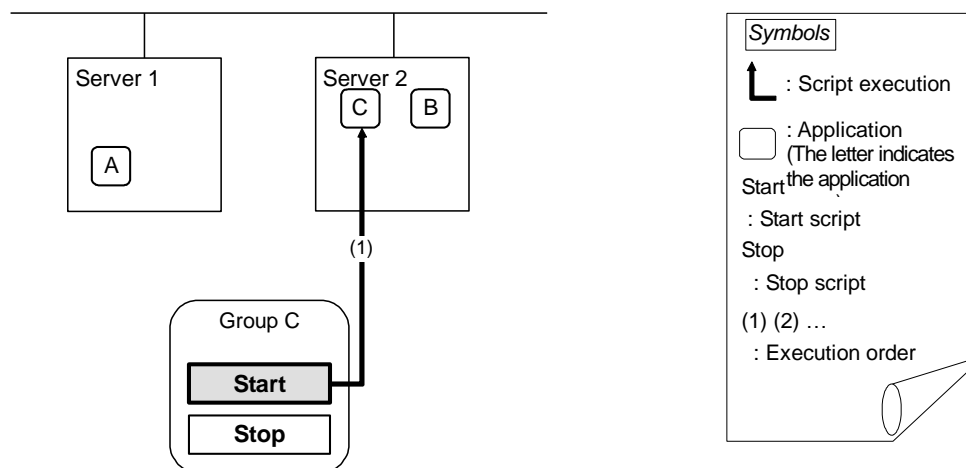 Server 1
Server 2
C
B
A
(1)
Group C
Start
Stop
Symbols
: Script execution
: Application
(The letter indicates
the application
Start
: Start script
Stop
: Stop script
(1) (2) …
: Execution order